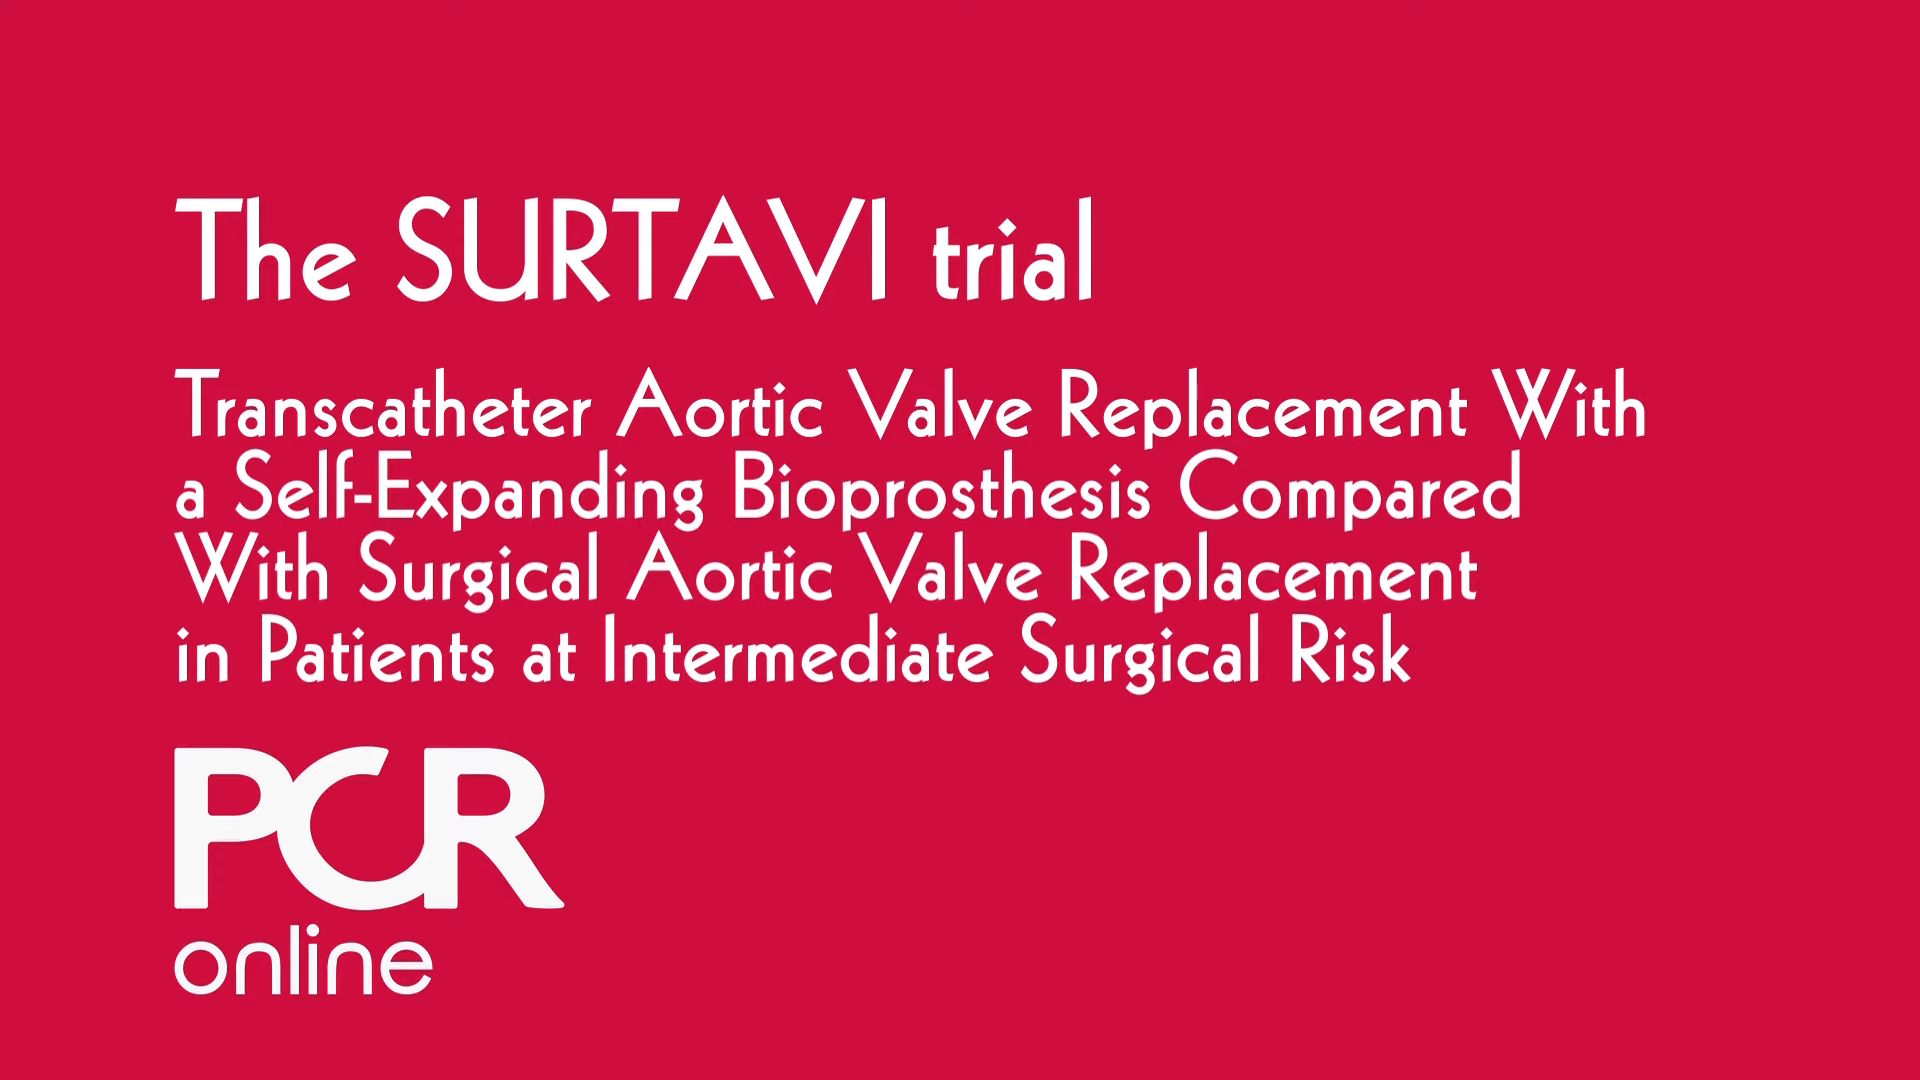 The SURTAVI trial
Transcatheter Aortic Valve Replacement With
a Self-Expanding Bioprosthesis Compared
With Surgical Aortic Valve Replacement
in Patients at Intermediate Surgical Risk
PCR
online